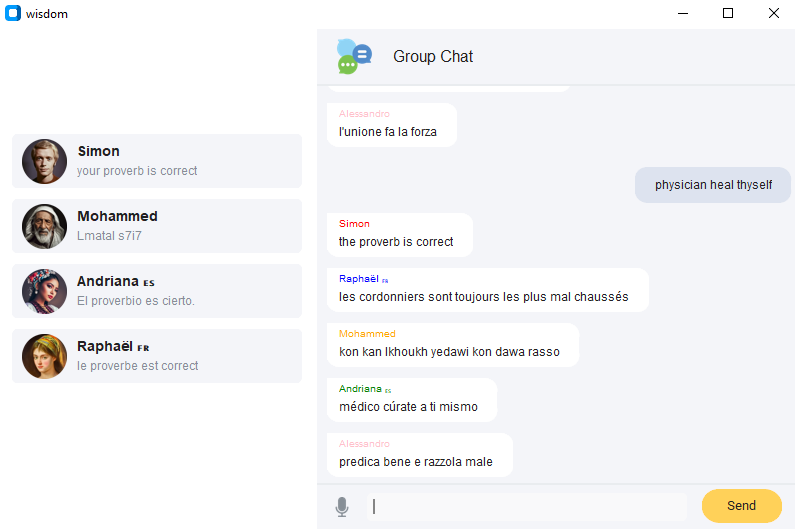 wisdom
Group Chat
Simon
your proverb is correct
Mohammed
Lmatal s7i7
Andriana ES
El proverbio es cierto.
Raphaël FR
le proverbe est correct
Alessandro
l'unione fa la forza
physician heal thyself
Simon
the proverb is correct
Raphaël FR
les cordonniers sont toujours les plus mal chaussés
Mohammed
kon kan lkhoukh yedawi kon dawa rasso
Andriana ES
médico cúrate a ti mismo
Alessandro
predica bene e razzola male
Send